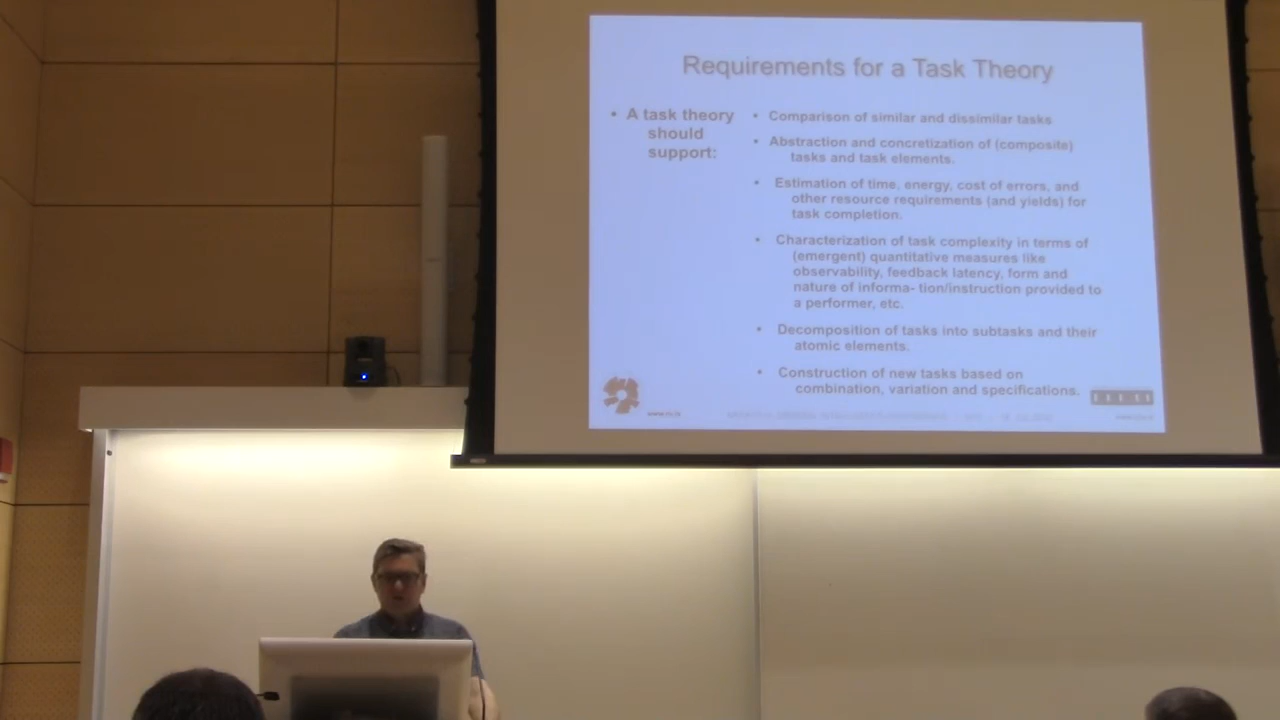 Requirements for a Task Theory
• A task theory
should
support:
• Comparison of similar and dissimilar tasks
• Abstraction and concretization of (composite)
tasks and task elements.
• Estimation of time, energy, cost of errors, and
other resource requirements (and yields) for
task completion.
• Characterization of task complexity in terms of
(emergent) quantitative measures like
observability, feedback latency, form and
nature of informa- tion/instruction provided to
a performer, etc.
• Decomposition of tasks into subtasks and their
atomic elements.
• Construction of new tasks based on
combination, variation and specifications.